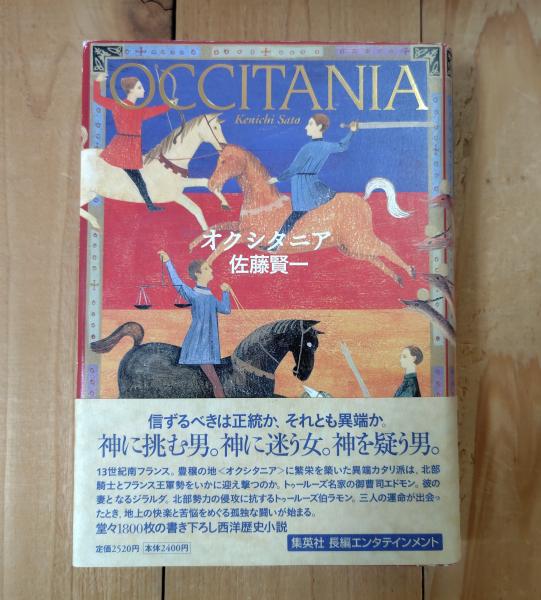 OCCITANIA
Kenichi Sato
オクシタニア
佐藤賢一
信ずるべきは正統か、それとも異端か。
神に挑む男。神に迷う女。神を疑う男。
13世紀南フランス。豊穣の地<オクシタニア>に繁栄を築いた異端カタリ派は、北部
騎士とフランス王軍勢をいかに迎え撃つのか。トゥールーズ名家の御曹司エドモン。彼の
妻となるジラルダ。北部勢力の侵攻に抗するトゥールーズ伯ラモン。三人の運命が出会っ
たとき、地上の快楽と苦悩をめぐる孤独な闘いが始まる。
堂々1800枚の書き下ろし西洋歴史小説
定価2520円 本体2400円
集英社 長編エンタテインメント